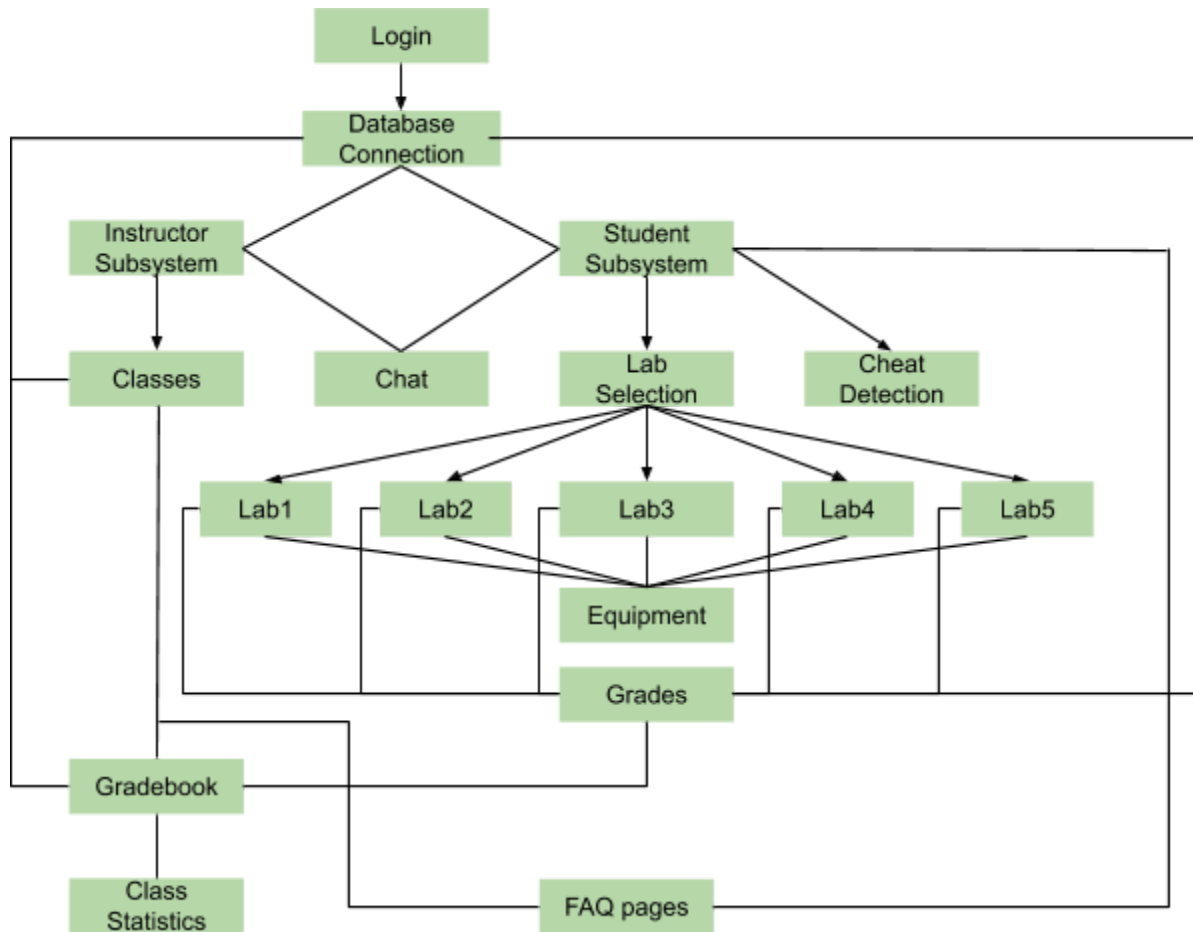 Login
Database
Connection
Instructor
Subsystem
Student
Subsystem
Classes
Chat
Lab
Selection
Cheat
Detection
Lab1
Lab2
Lab3
Lab4
Lab5
Equipment
Grades
Gradebook
Class
Statistics
FAQ pages